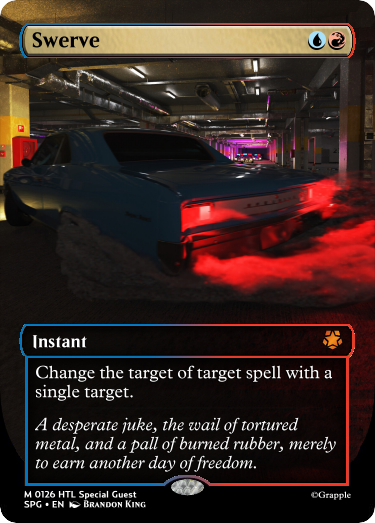 Swerve
Instant
Change the target of target spell with a
single target.
A desperate juke, the wail of tortured
metal, and a pall of burned rubber, merely
to earn another day of freedom.
M 0126 HTL Special Guest
SPG • EN BRANDON KING
©Grapple